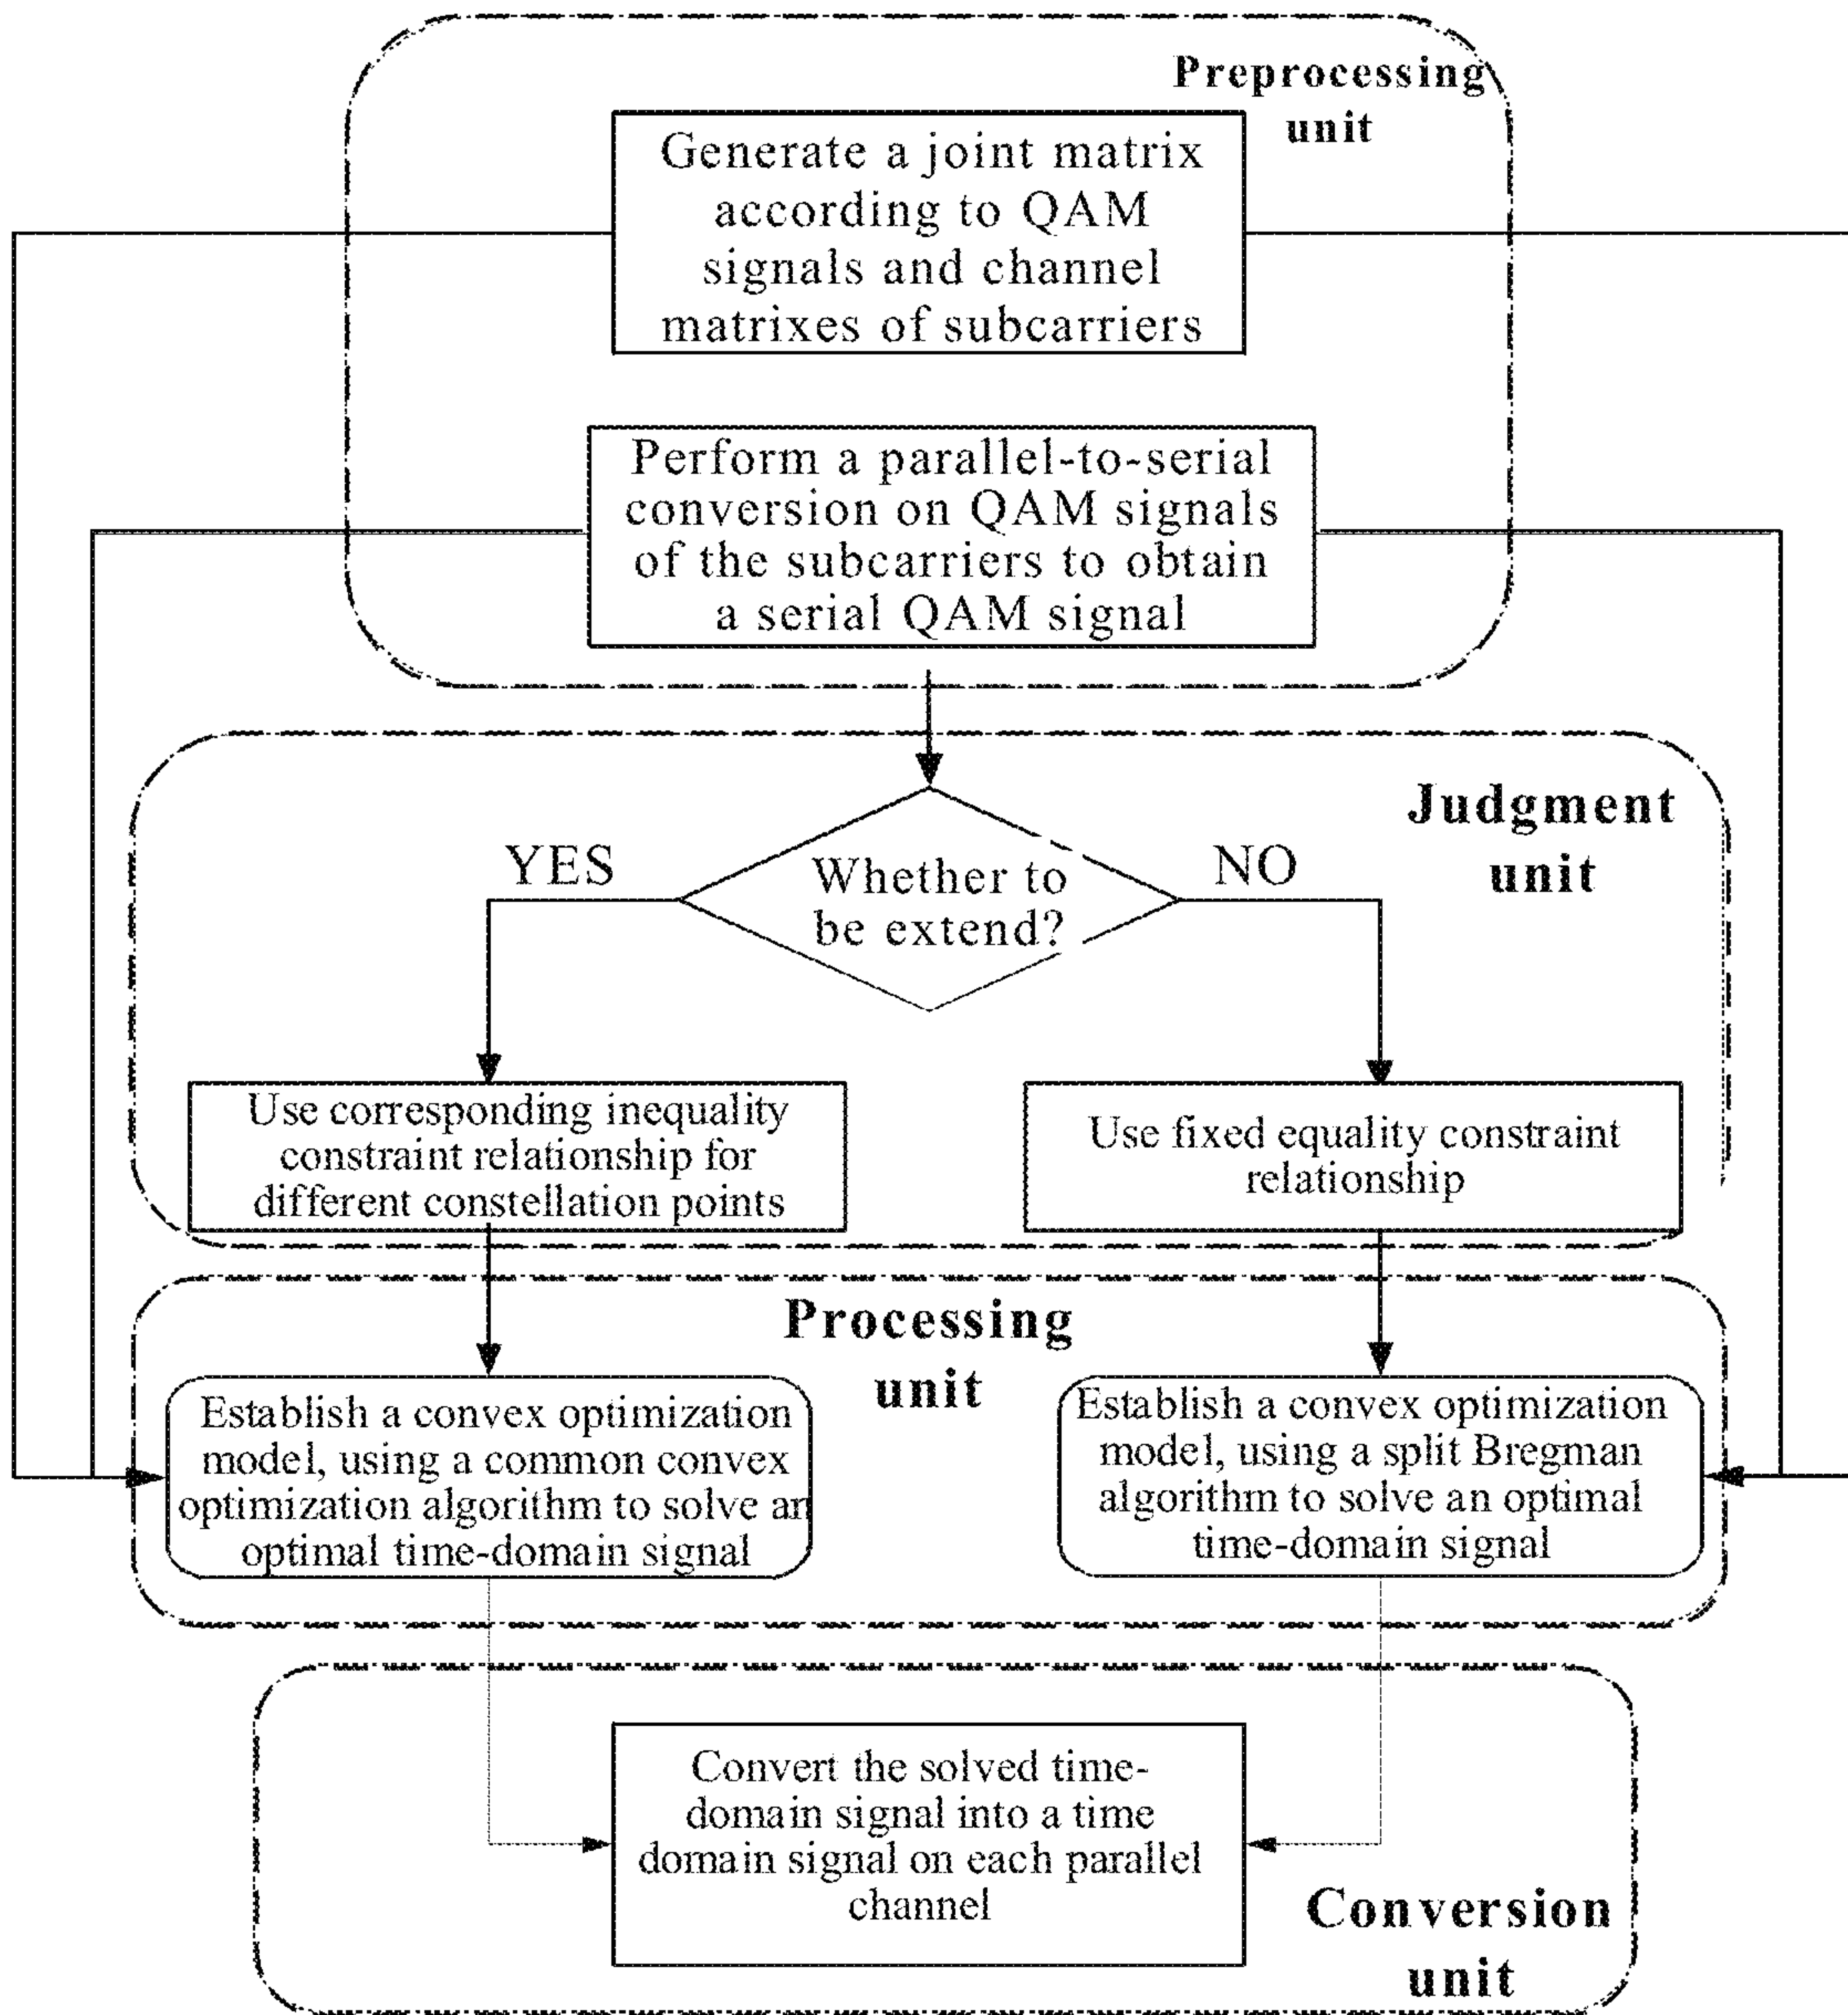 Preprocessing
unit
Generate a joint matrix
according to QAM
signals and channel
matrixes of subcarriers
Perform a parallel-to-serial
conversion on QAM signals
of the subcarriers to obtain
a serial QAM signal
Judgment
unit
YES
Whether to
be extend?
NO
Use corresponding inequality
constraint relationship for
different constellation points
Use fixed equality constraint
relationship
Processing
unit
Establish a convex optimization
model, using a common convex
optimization algorithm to solve an
optimal time-domain signal
Establish a convex optimization
model, using a split Bregman
algorithm to solve an optimal
time-domain signal
Convert the solved time-
domain signal into a time
domain signal on each parallel
channel
Conversion
unit